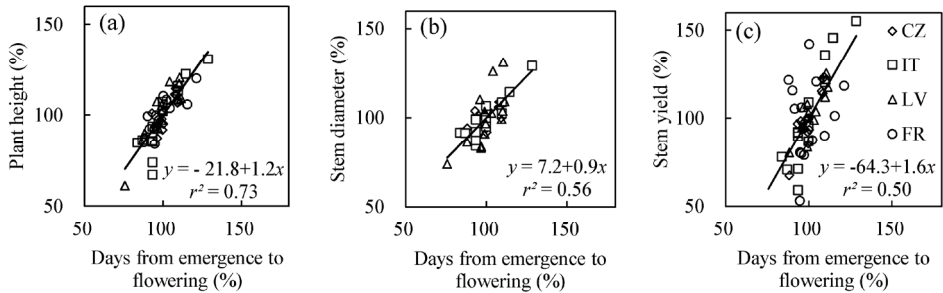 (a)
150
100
50
Plant height (%)
y = - 21.8+1.2x
r² = 0.73
50 100 150
Days from emergence to
flowering (%)
(b)
150
100
50
Stem diameter (%)
y = 7.2+0.9x
r² = 0.56
50 100 150
Days from emergence to
flowering (%)
(c)
150
100
50
Stem yield (%)
CZ
IT
LV
FR
y = -64.3+1.6x
r² = 0.50
50 100 150
Days from emergence to
flowering (%)